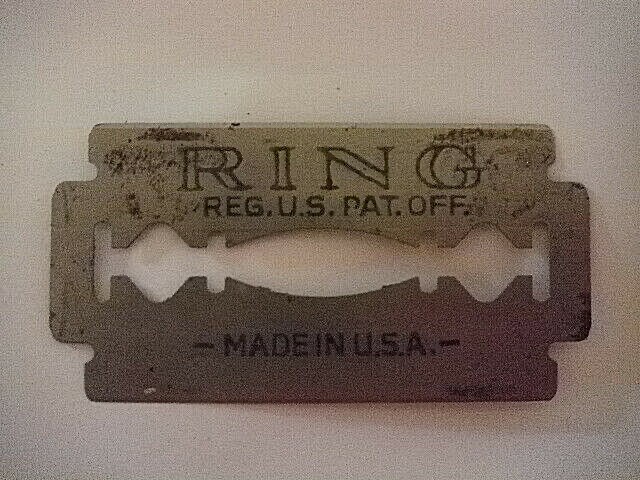 RING
REG. U.S. PAT. OFF.
- MADE IN U.S.A. -